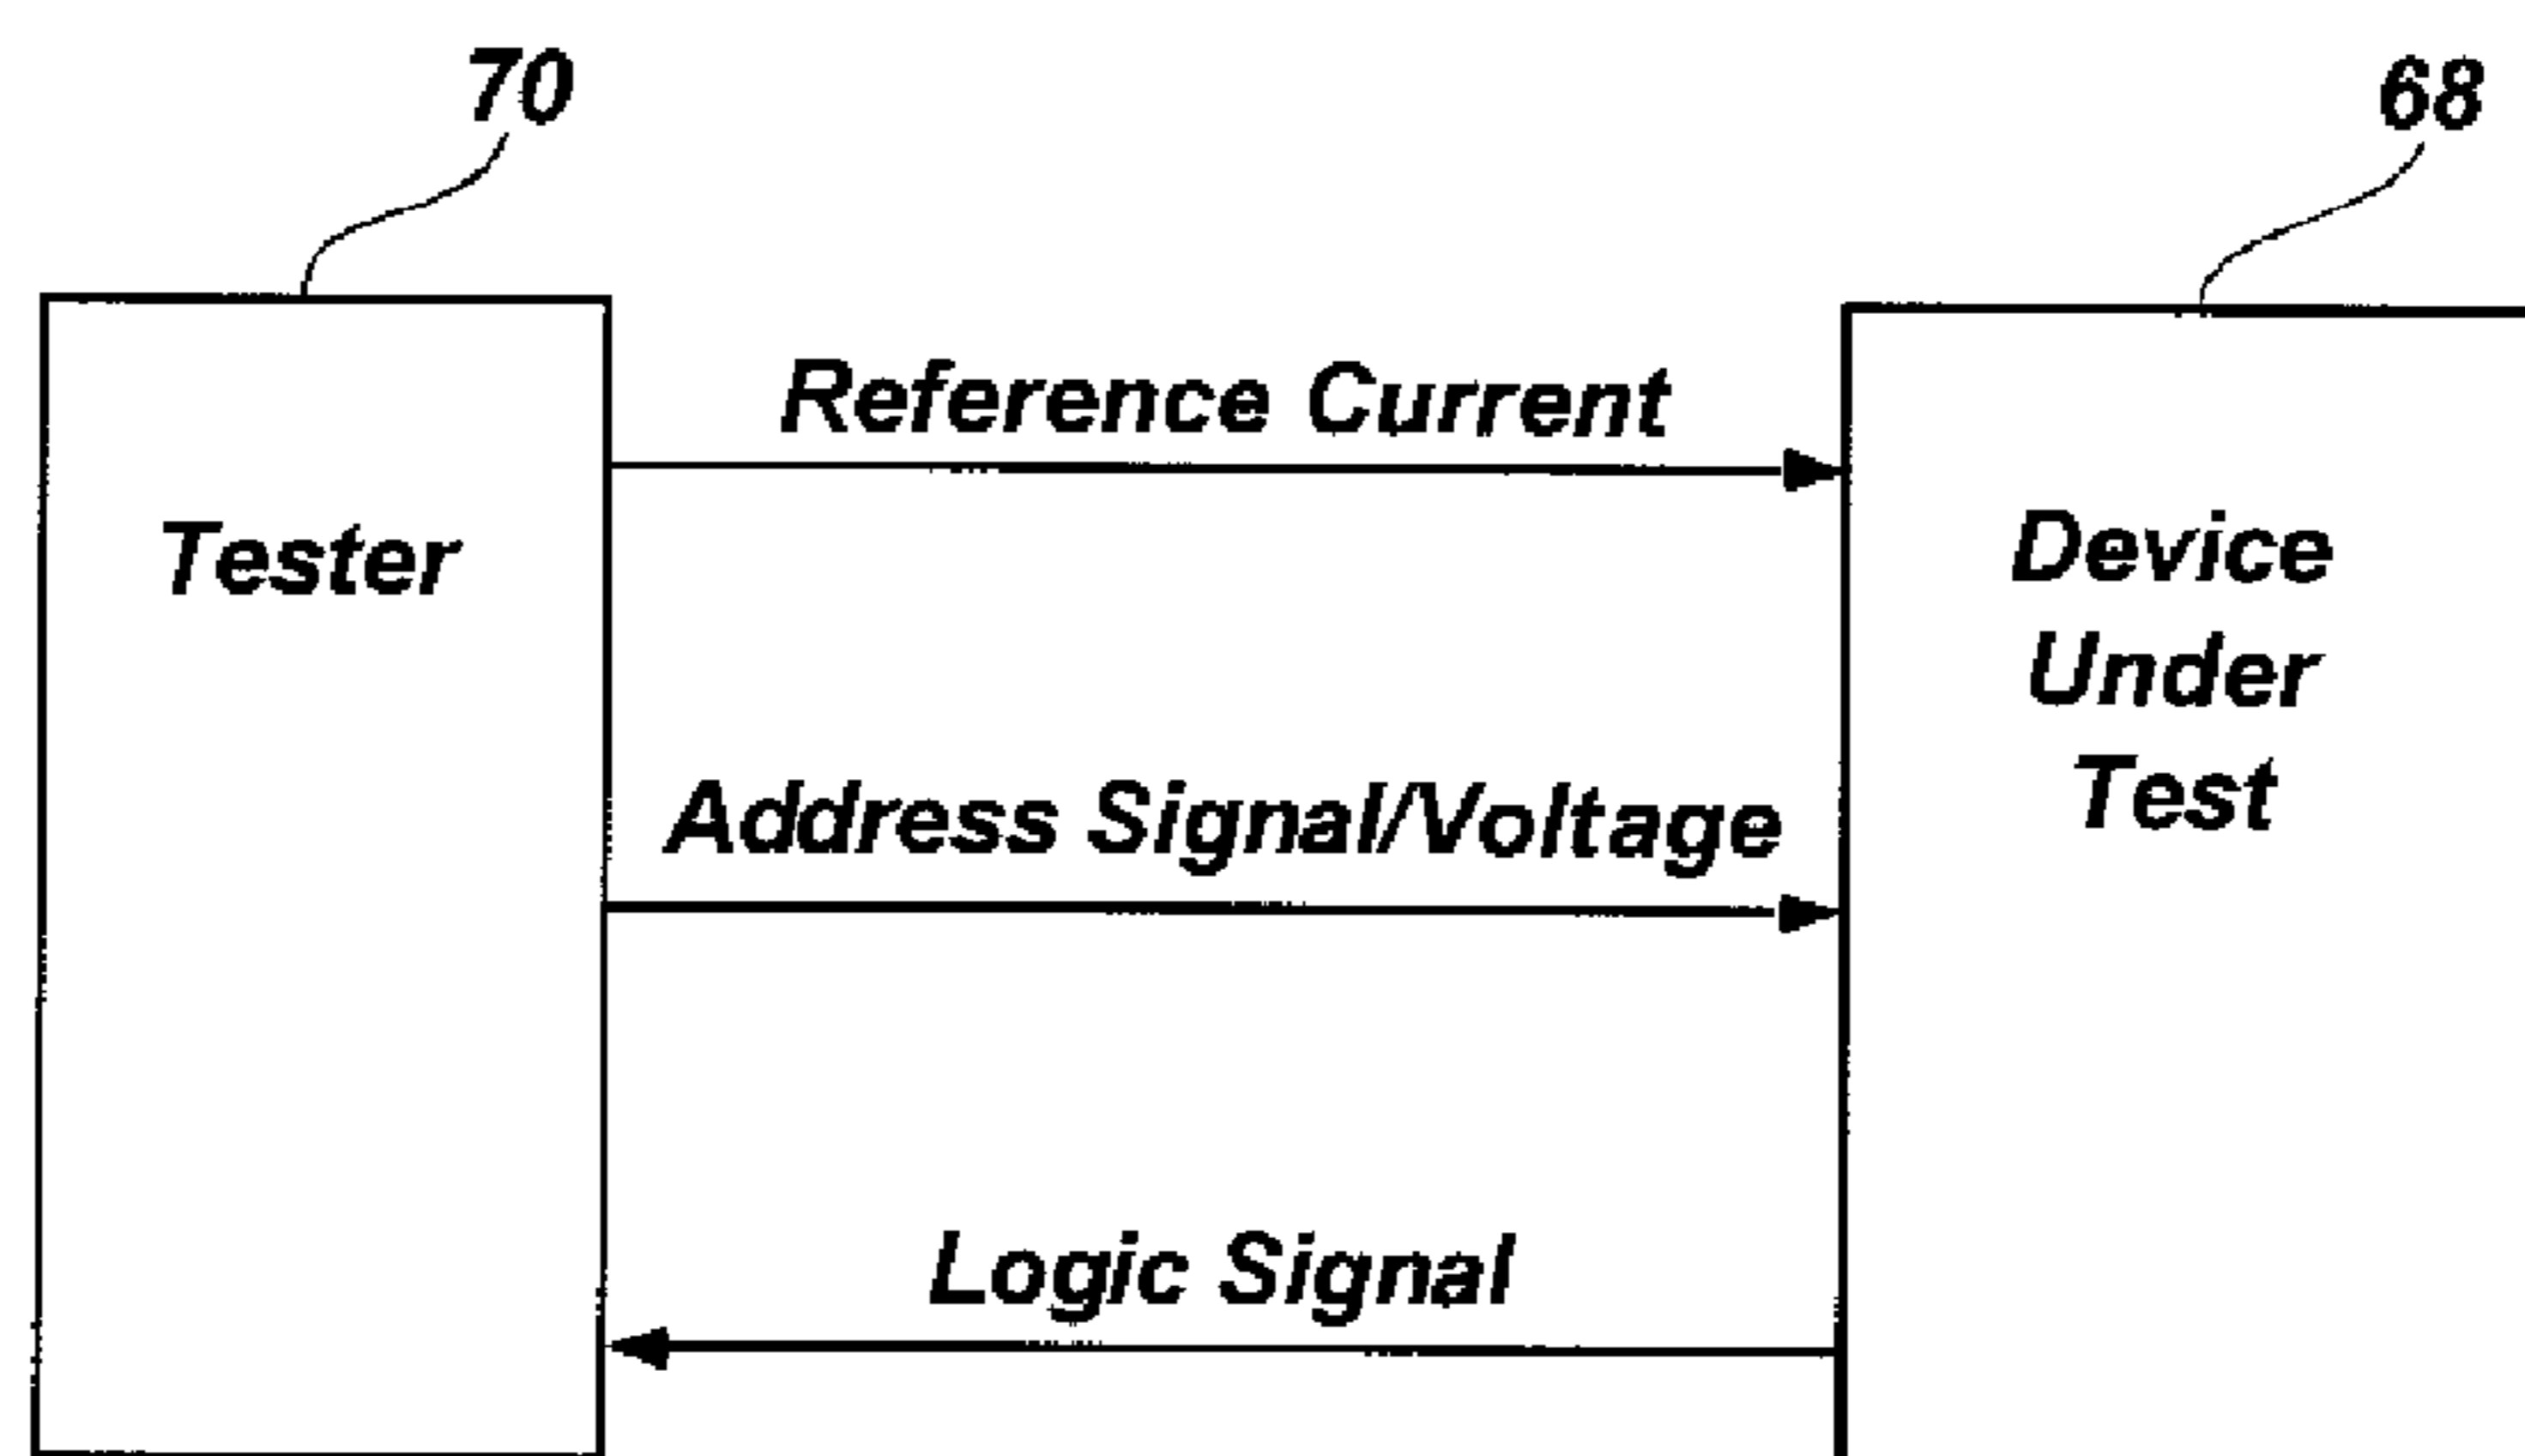 70
68
Reference Current
Tester
Device
Under
Test
Address Signal/Voltage
Logic Signal